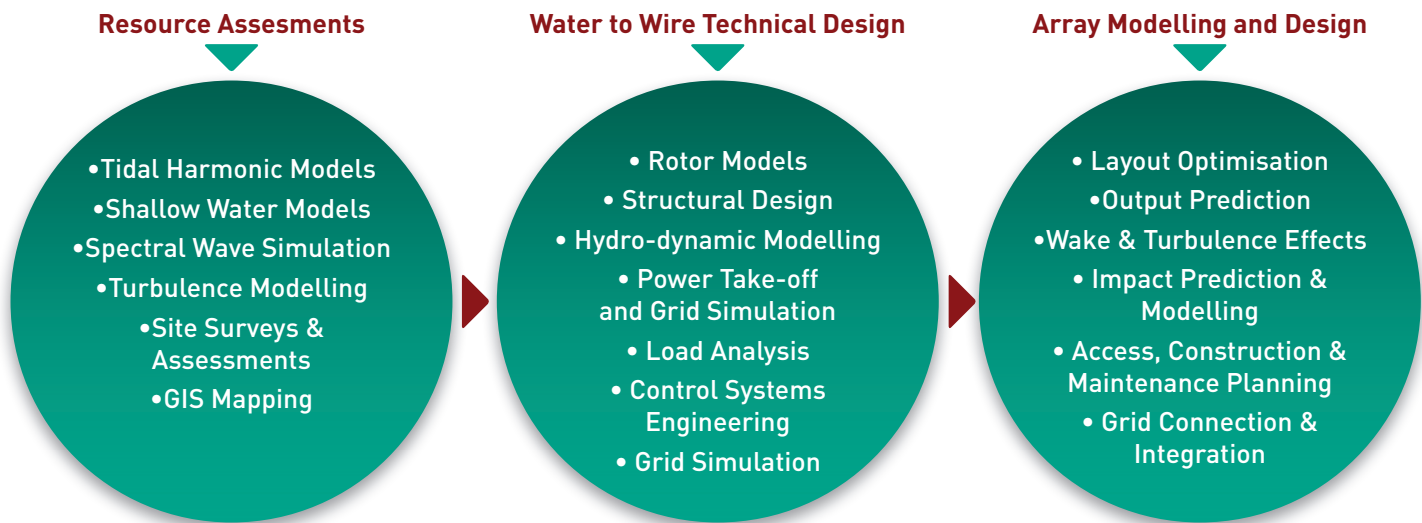 Resource Assesments
•Tidal Harmonic Models
•Shallow Water Models
•Spectral Wave Simulation
•Turbulence Modelling
•Site Surveys &
Assessments
•GIS Mapping
Water to Wire Technical Design
• Rotor Models
• Structural Design
• Hydro-dynamic Modelling
• Power Take-off
and Grid Simulation
• Load Analysis
• Control Systems
Engineering
• Grid Simulation
Array Modelling and Design
• Layout Optimisation
•Output Prediction
•Wake & Turbulence Effects
• Impact Prediction &
Modelling
• Access, Construction &
Maintenance Planning
• Grid Connection &
Integration